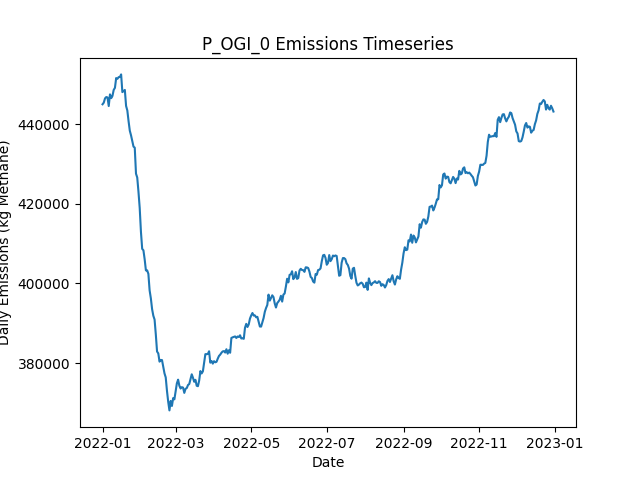 P_OGI_0 Emissions Timeseries
Daily Emissions (kg Methane)
440000
420000
400000
380000
2022-01 2022-03 2022-05 2022-07 2022-09 2022-11 2023-01
Date